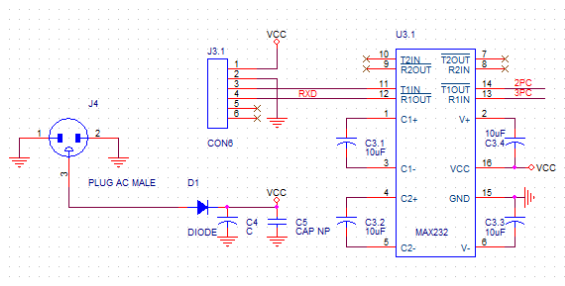 U3.1
VCC
J3.1
1
2
3
4
5
6
RXD
CON6
10 T2IN T2OUT 7
9 R2OUT R2IN 8
11 T1IN T1OUT 14 2PC
12 R1OUT R1IN 13 3PC
1 C1+ V+ 2
C3.1
10uF
10uF
C3.4
3 C1- VCC 16 VCC
4 C2+ GND 15
C3.2
10uF
C3.3
10uF
5 C2- V- 6
MAX232
J4
1 2
3
PLUG AC MALE
D1
DIODE
VCC
C4
C
C5
CAP NP